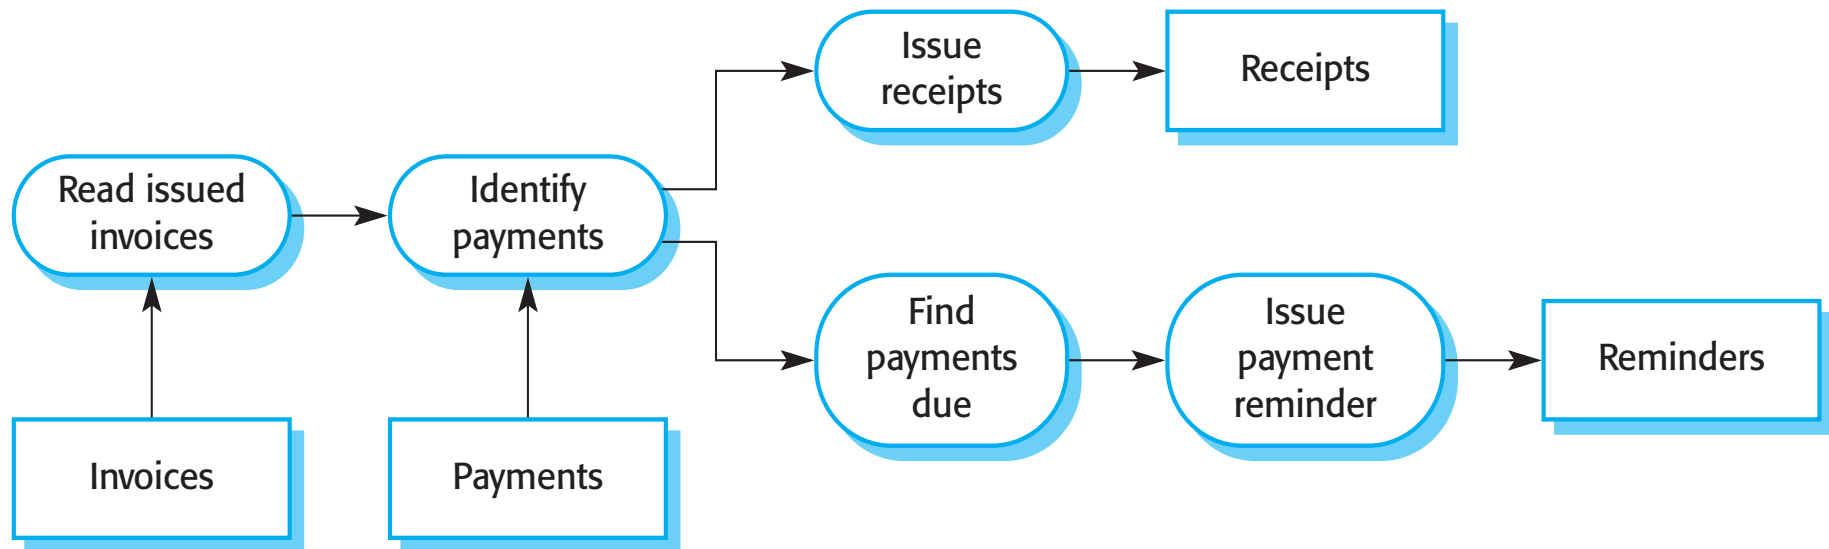 Issue
receipts
Receipts
Read issued
invoices
Identify
payments
Find
payments
due
Issue
payment
reminder
Reminders
Invoices
Payments